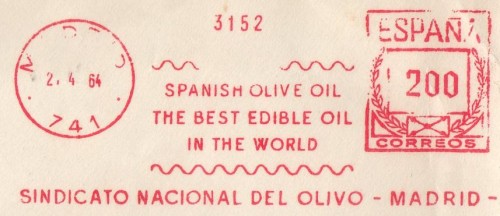 3152
ESPAÑA
2. 4 64
200
741
CORREOS
SPANISH OLIVE OIL
THE BEST EDIBLE OIL
IN THE WORLD
SINDICATO NACIONAL DEL OLIVO - MADRID -